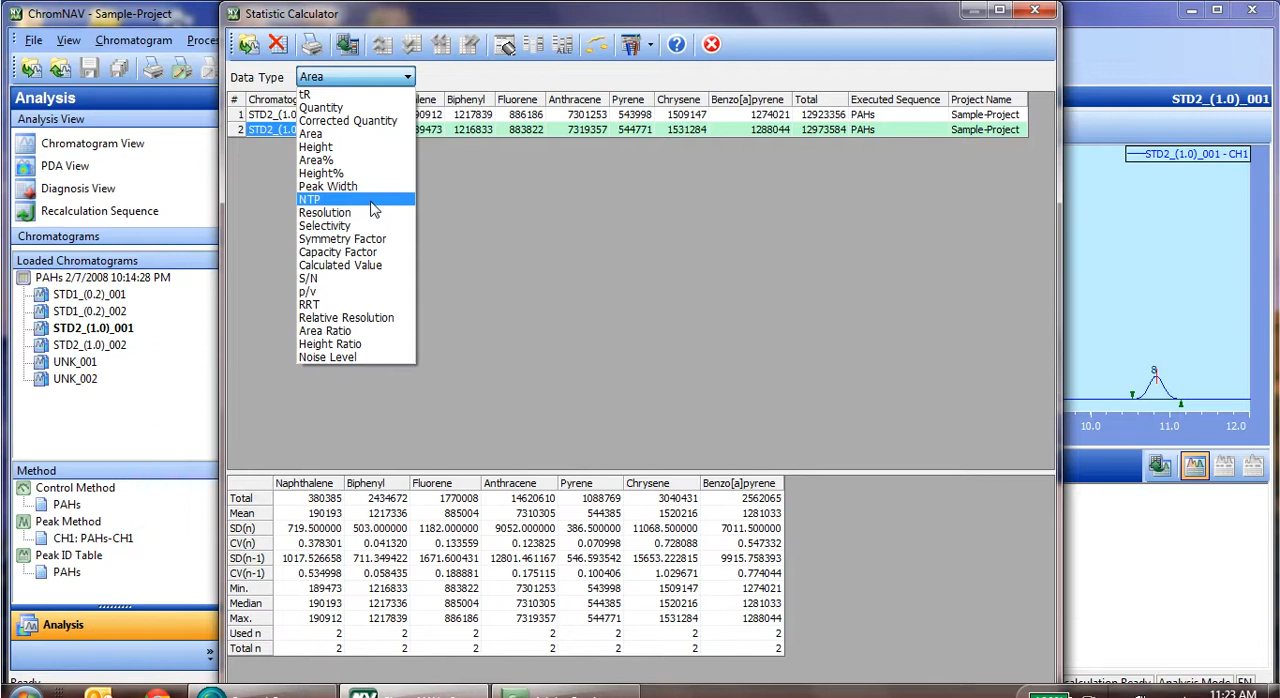 ChromNAV - Sample-Project
Statistic Calculator
File View Chromatogram
Data Type Area
Analysis
Analysis View
Chromatogram View
PDA View
Diagnosis View
Recalculation Sequence
Chromatograms
Loaded Chromatograms
PAHs 2/7/2008 10:14:28 PM
STD1_(0.2)_001
STD1_(0.2)_002
STD2_(1.0)_001
STD2_(1.0)_002
UNK_001
UNK_002
Method
Control Method
PAHs
Peak Method
CH1: PAHs-CH1
Peak ID Table
PAHs
Analysis
tR
Quantity
Corrected Quantity
Area
Height
Area%
Height%
Peak Width
NTP
Resolution
Selectivity
Symmetry Factor
Capacity Factor
Calculated Value
S/N
p/v
RRT
Relative Resolution
Area Ratio
Height Ratio
Noise Level
# Biphenyl Fluorene Anthracene Pyrene Chrysene Benzo[a]pyrene Total Executed Sequence Project Name
1 1217839 886186 7301253 543998 1509147 1274021 12923356 PAHs Sample-Project
2 1216833 883822 7319357 544771 1531284 1288044 12973584 PAHs Sample-Project
STD2_(1.0)_001
STD2_(1.0)_001 - CH1
8
10.0 11.0 12.0
Naphthalene Biphenyl Fluorene Anthracene Pyrene Chrysene Benzo[a]pyrene
Total 380385 2434672 1770008 14620610 1088769 3040431 2562065
Mean 190193 1217336 885004 7310305 544385 1520216 1281033
SD(n) 719.500000 503.000000 1182.000000 9052.000000 386.500000 11068.500000 7011.500000
CV(n) 0.378301 0.041320 0.133559 0.123825 0.070998 0.728088 0.547332
SD(n-1) 1017.526658 711.349422 1671.600431 12801.461167 546.593542 15653.222815 9915.758393
CV(n-1) 0.534998 0.058435 0.188881 0.175115 0.100406 1.029671 0.774044
Min. 189473 1216833 883822 7301253 543998 1509147 1274021
Median 190193 1217336 885004 7310305 544385 1520216 1281033
Max. 190912 1217839 886186 7319357 544771 1531284 1288044
Used n 2 2 2 2 2 2 2
Total n 2 2 2 2 2 2 2
Analysis Mode EN
11:23 AM